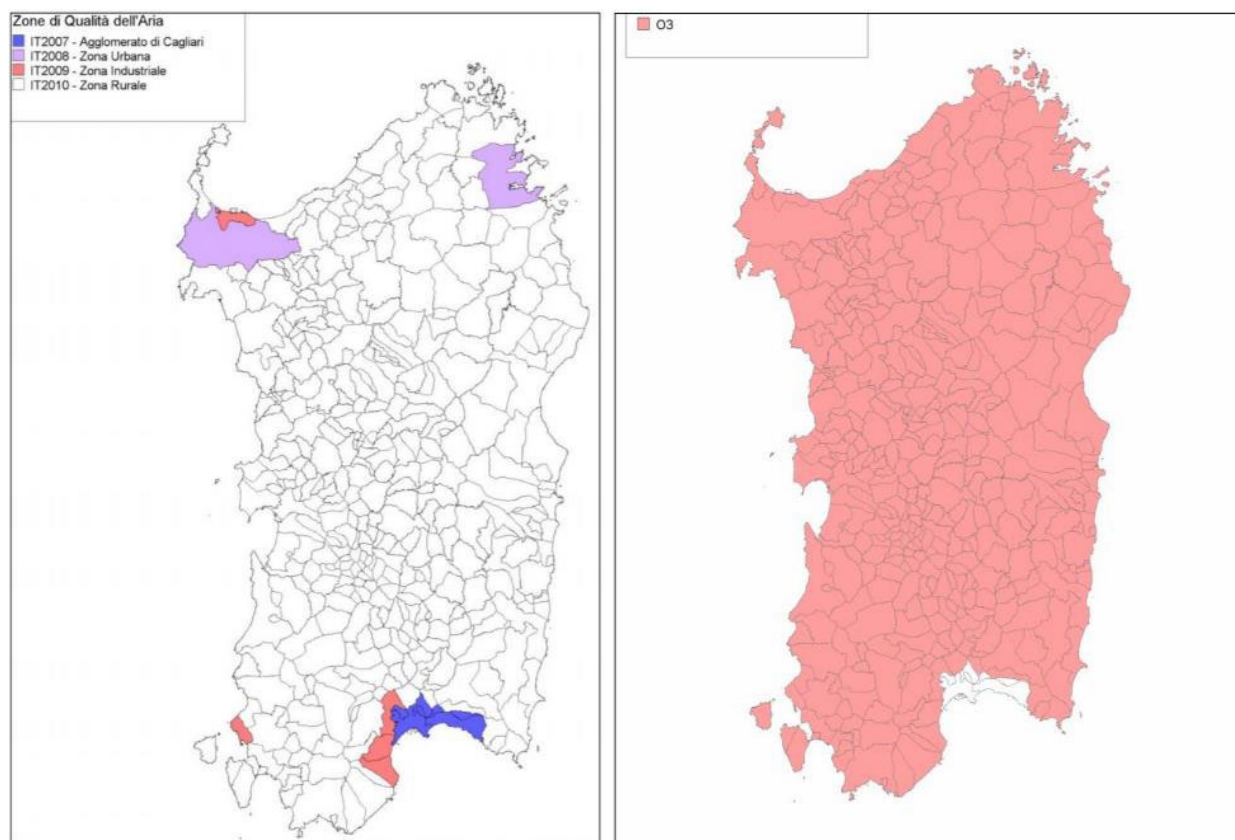 Zone di Qualità dell'Aria
IT2007 - Agglomerato di Cagliari
IT2008 - Zona Urbana
IT2009 - Zona Industriale
IT2010 - Zona Rurale
O3